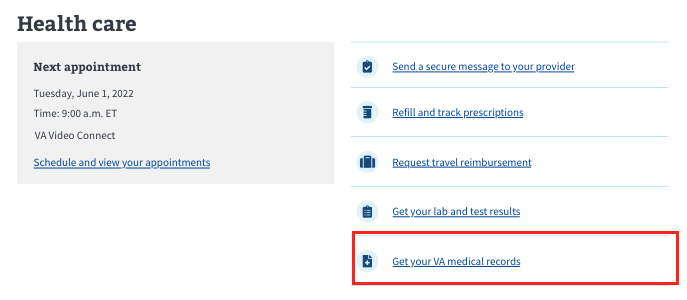 Health care
Next appointment
Tuesday, June 1, 2022
Time: 9:00 a.m. ET
VA Video Connect
Schedule and view your appointments
Send a secure message to your provider
Refill and track prescriptions
Request travel reimbursement
Get your lab and test results
Get your VA medical records